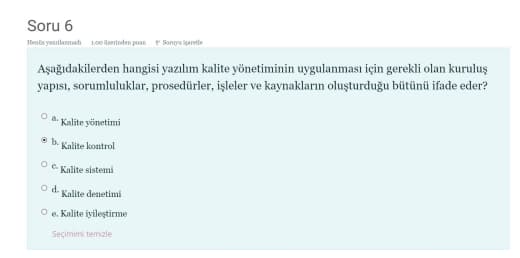 Soru 6
Henüz yanıtlanmadı 1,00 üzerinden puan Soruyu işaretle
Aşağıdakilerden hangisi yazılım kalite yönetiminin uygulanması için gerekli olan kuruluş
yapısı, sorumluluklar, prosedürler, işleler ve kaynakların oluşturduğu bütünü ifade eder?
a. Kalite yönetimi
b. Kalite kontrol
c. Kalite sistemi
d. Kalite denetimi
e. Kalite iyileştirme
Seçimimi temizle